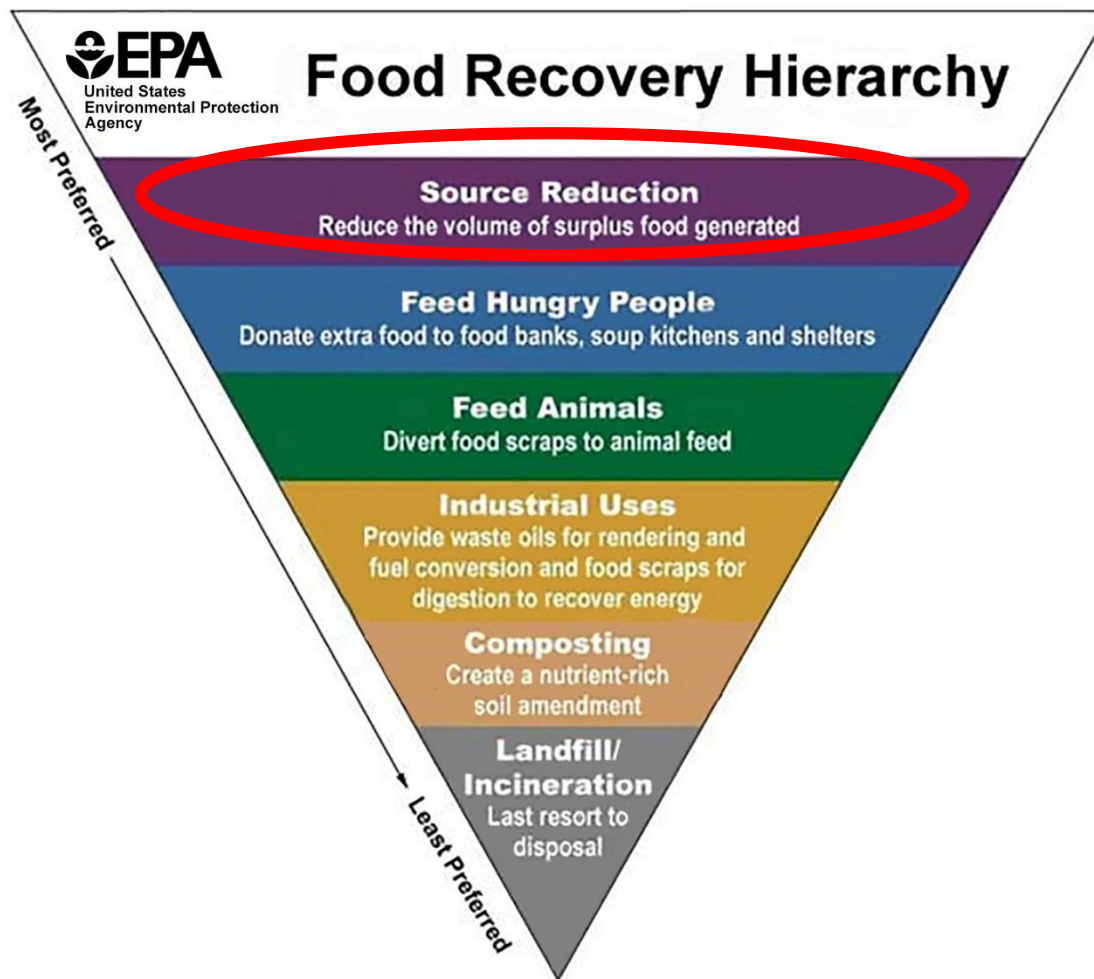 EPA
United States
Environmental Protection
Agency
Food Recovery Hierarchy
Most Preferred
Source Reduction
Reduce the volume of surplus food generated
Feed Hungry People
Donate extra food to food banks, soup kitchens and shelters
Feed Animals
Divert food scraps to animal feed
Industrial Uses
Provide waste oils for rendering and
fuel conversion and food scraps for
digestion to recover energy
Composting
Create a nutrient-rich
soil amendment
Landfill/
Incineration
Last resort to
disposal
Least Preferred